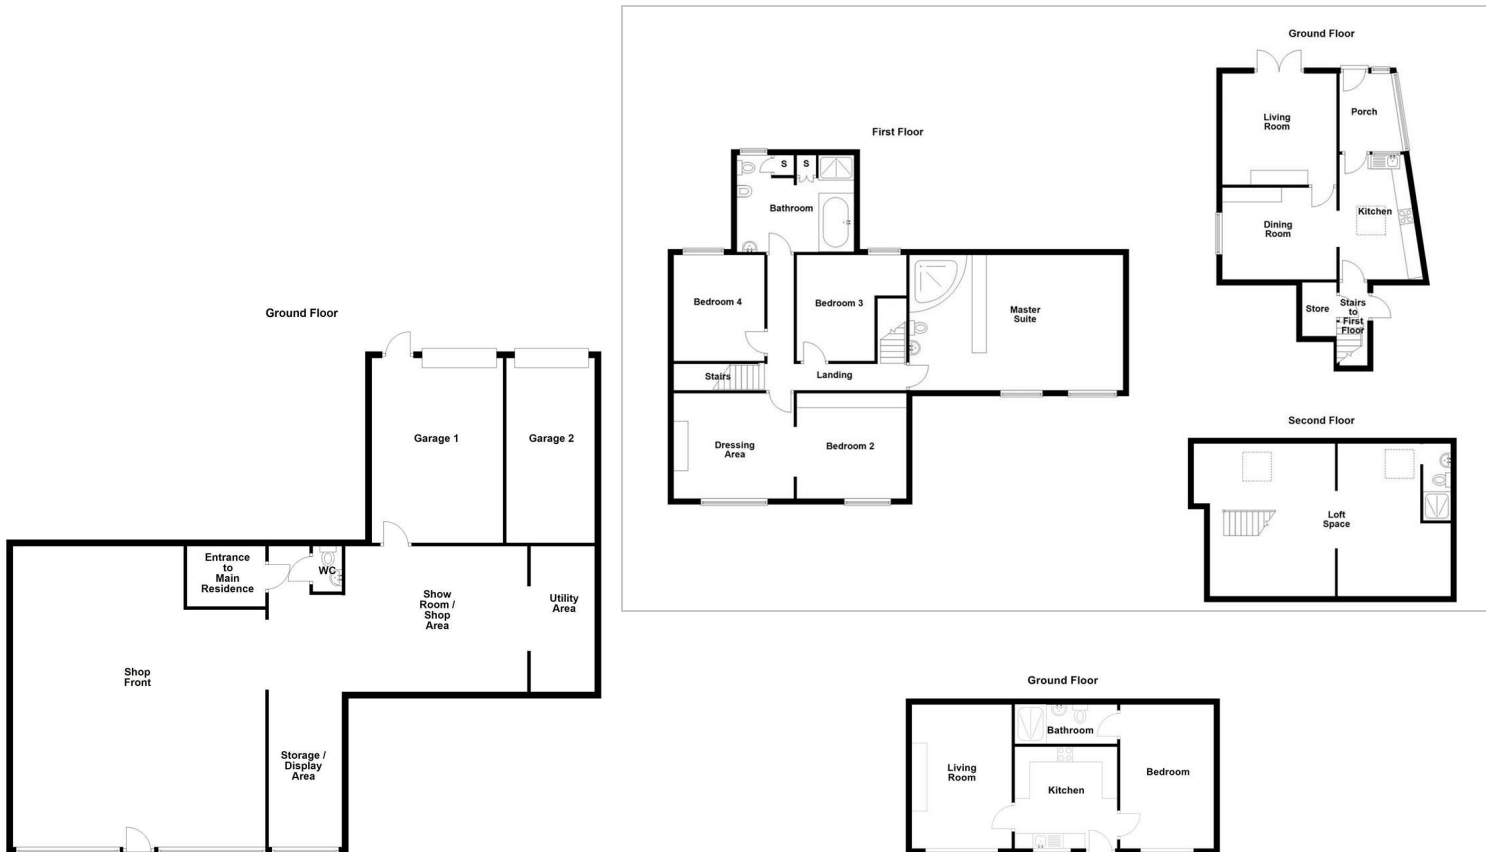 Ground Floor
Garage 1
Garage 2
Entrance
to
Main
Residence
WC
Show
Room /
Shop
Area
Utility
Area
Shop
Front
Storage /
Display
Area
First Floor
S
S
Bathroom
Bedroom 4
Bedroom 3
Master
Suite
Stairs
Landing
Dressing
Area
Bedroom 2
Ground Floor
Living
Room
Porch
Dining
Room
Kitchen
Store
Stairs
to
First
Floor
Second Floor
Loft
Space
Ground Floor
Bathroom
Living
Room
Kitchen
Bedroom